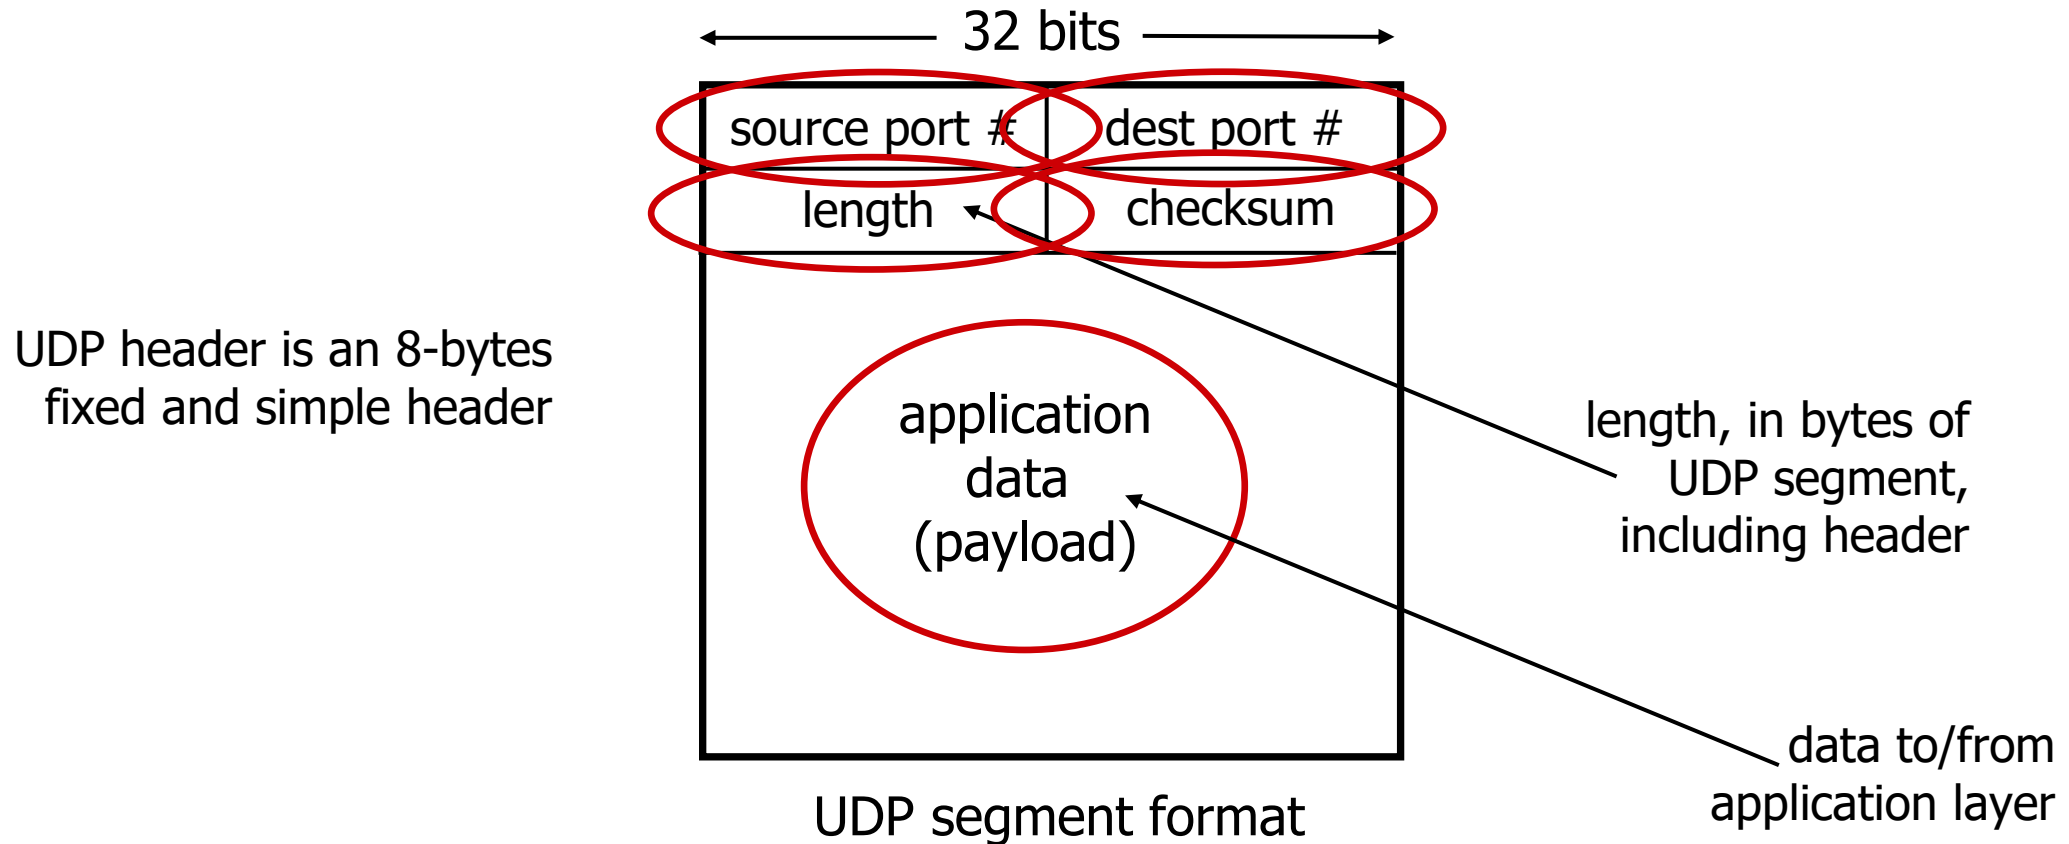 32 bits
source port #
dest port #
length
checksum
UDP header is an 8-bytes
fixed and simple header
application
data
(payload)
length, in bytes of
UDP segment,
including header
data to/from
application layer
UDP segment format